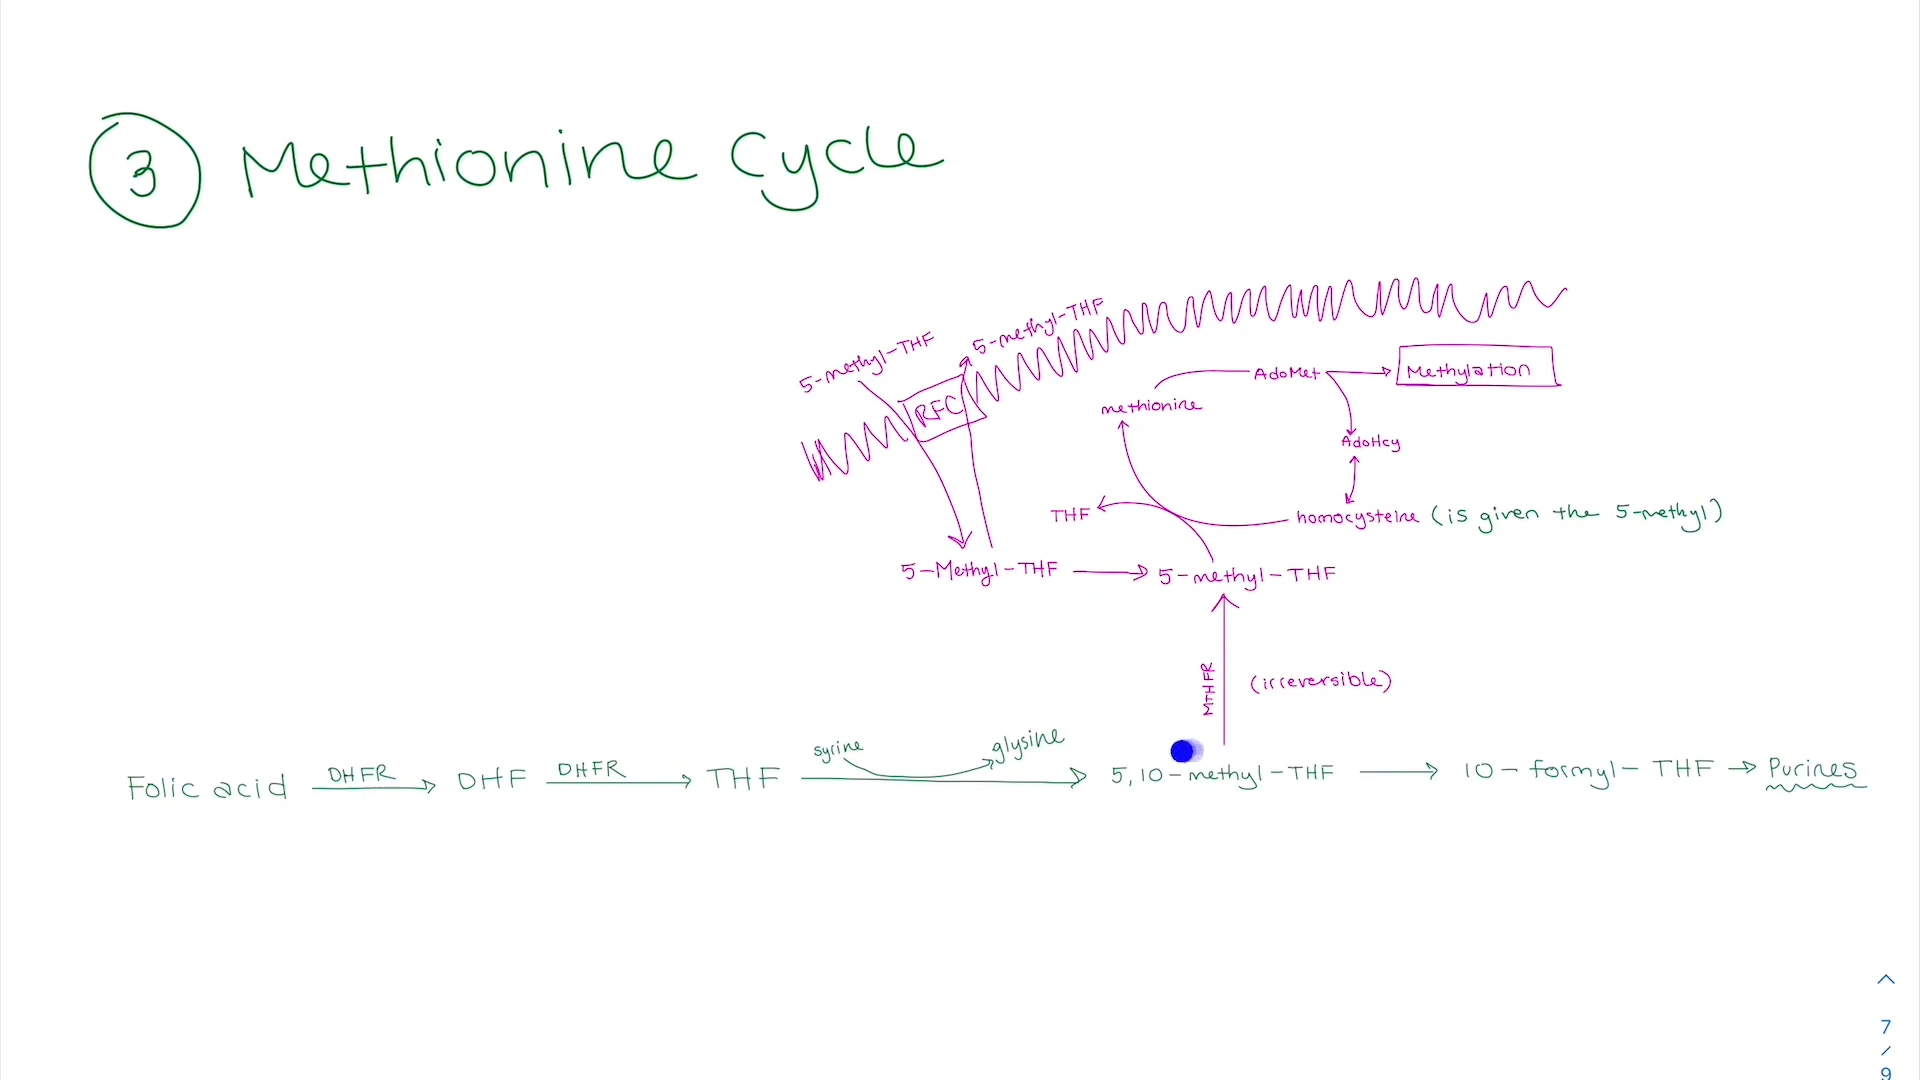 3 Methionine Cycle
5-methyl-THF
5-methyl-THF
RFC
AdoMet
Methylation
methionine
AdoHcy
THF
homocysteine (is given the 5-methyl)
5-Methyl-THF
5-methyl-THF
MTHFR
(irreversible)
syrine
glysine
Folic acid DHFR DHF DHFR THF 5,10-methyl-THF 10-formyl-THF Purines
7
/
9